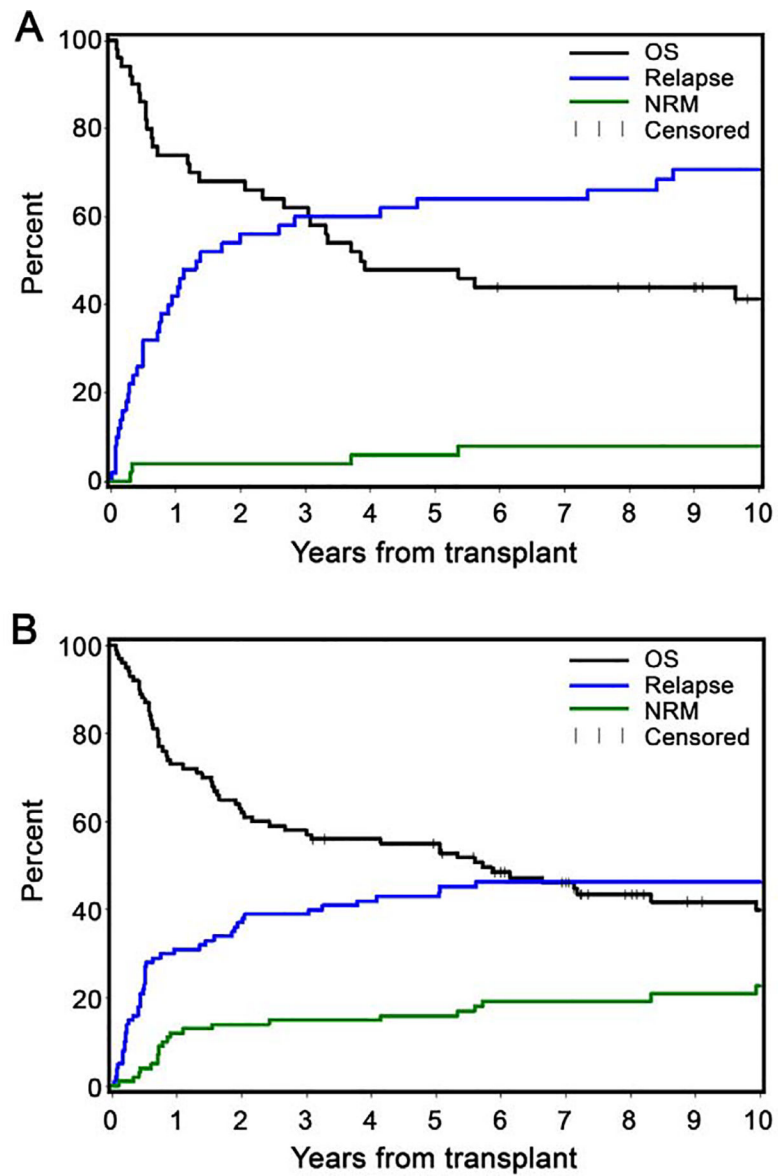 A
100
80
60
40
20
0
Percent
OS
Relapse
NRM
Censored
0 1 2 3 4 5 6 7 8 9 10
Years from transplant
B
100
80
60
40
20
0
Percent
OS
Relapse
NRM
Censored
0 1 2 3 4 5 6 7 8 9 10
Years from transplant